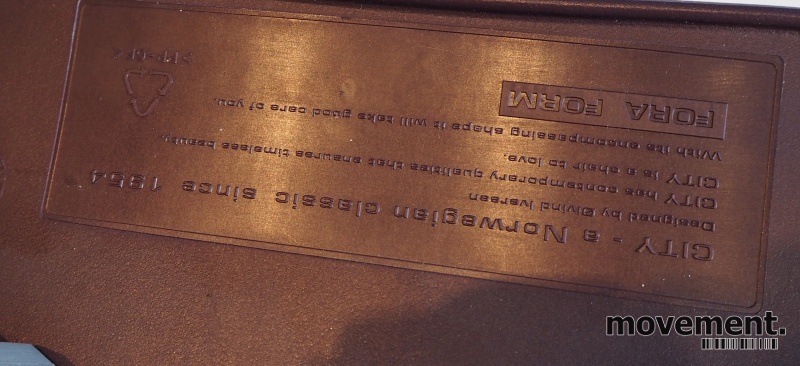 CITY - a Norwegian classic since 1954
Designed by Øivind Iversen
CITY has contemporary qualities that ensures timeless beauty.
CITY is a chair to love.
With its encompassing shape it will take good care of you.
FORA FORM
movement.